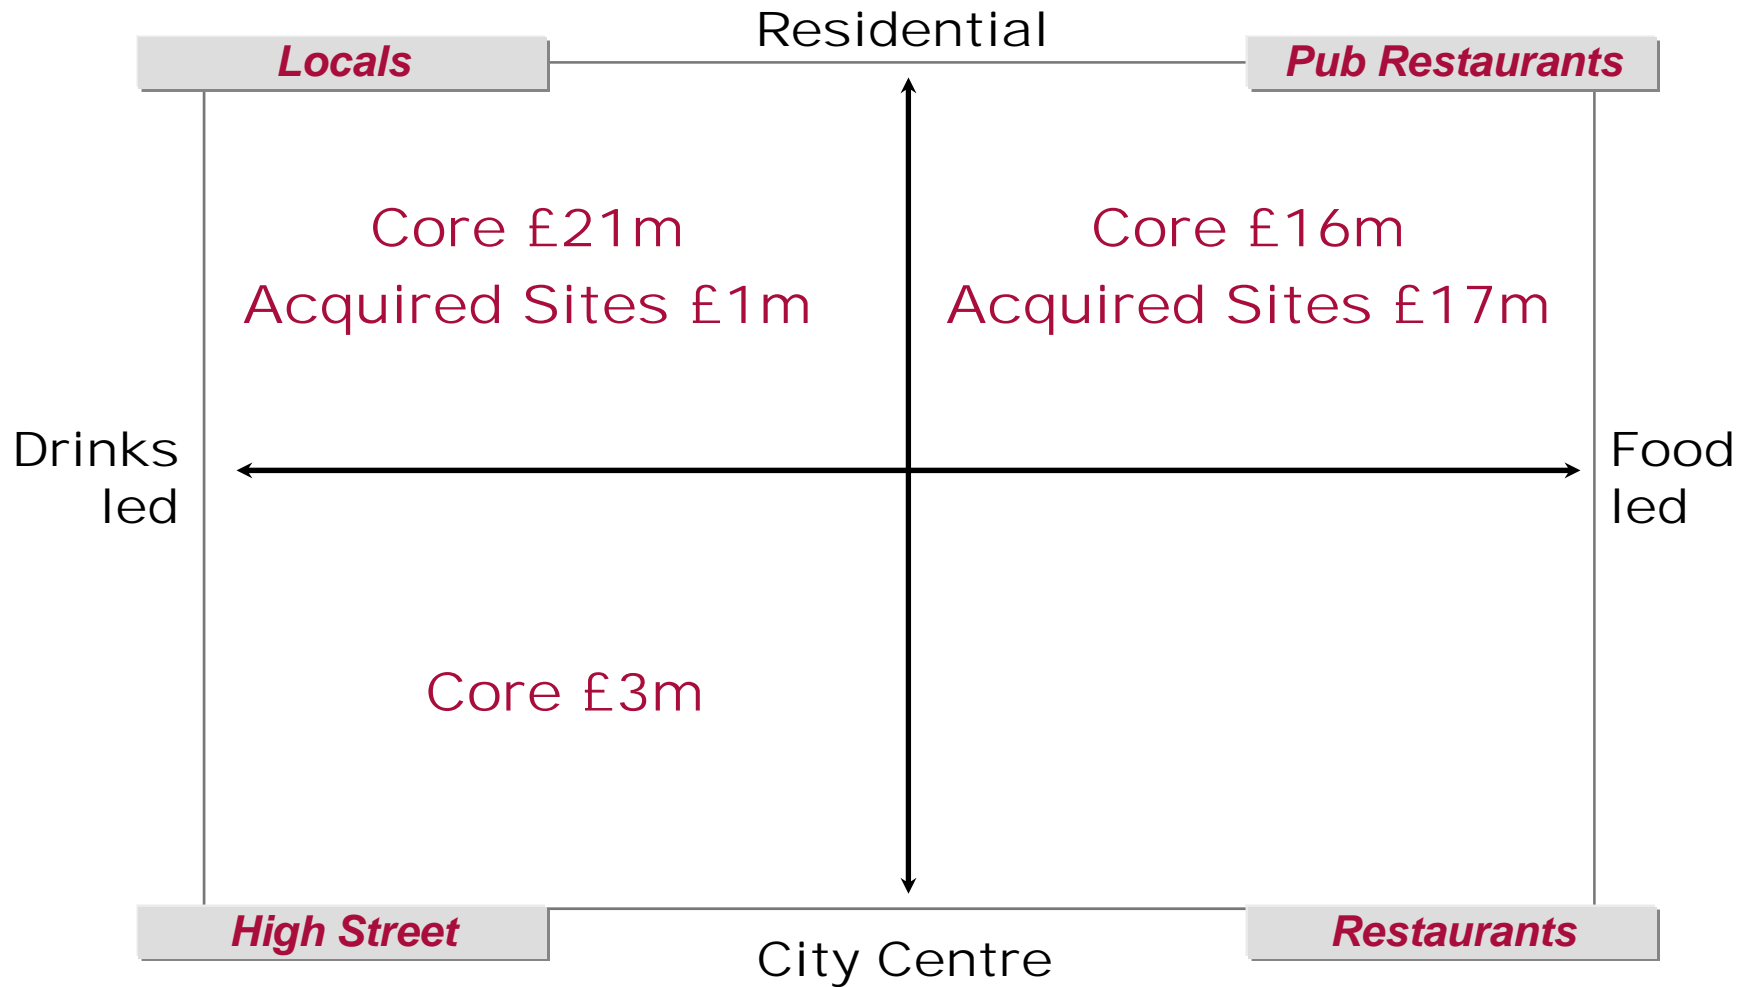 Residential
Locals
Pub Restaurants
Core £21m
Acquired Sites £1m
Core £16m
Acquired Sites £17m
Drinks
led
Food
led
Core £3m
High Street
City Centre
Restaurants